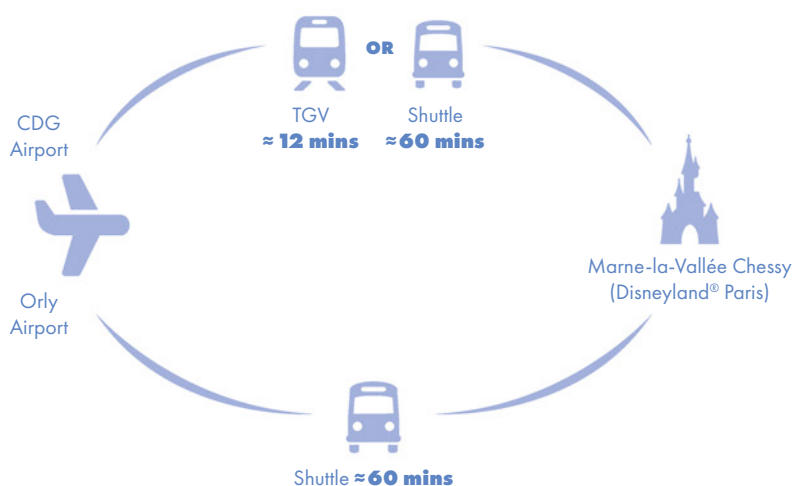 OR
TGV
≈ 12 mins
Shuttle
≈60 mins
CDG
Airport
Marne-la-Vallée Chessy
(Disneyland® Paris)
Orly
Airport
Shuttle ≈60 mins